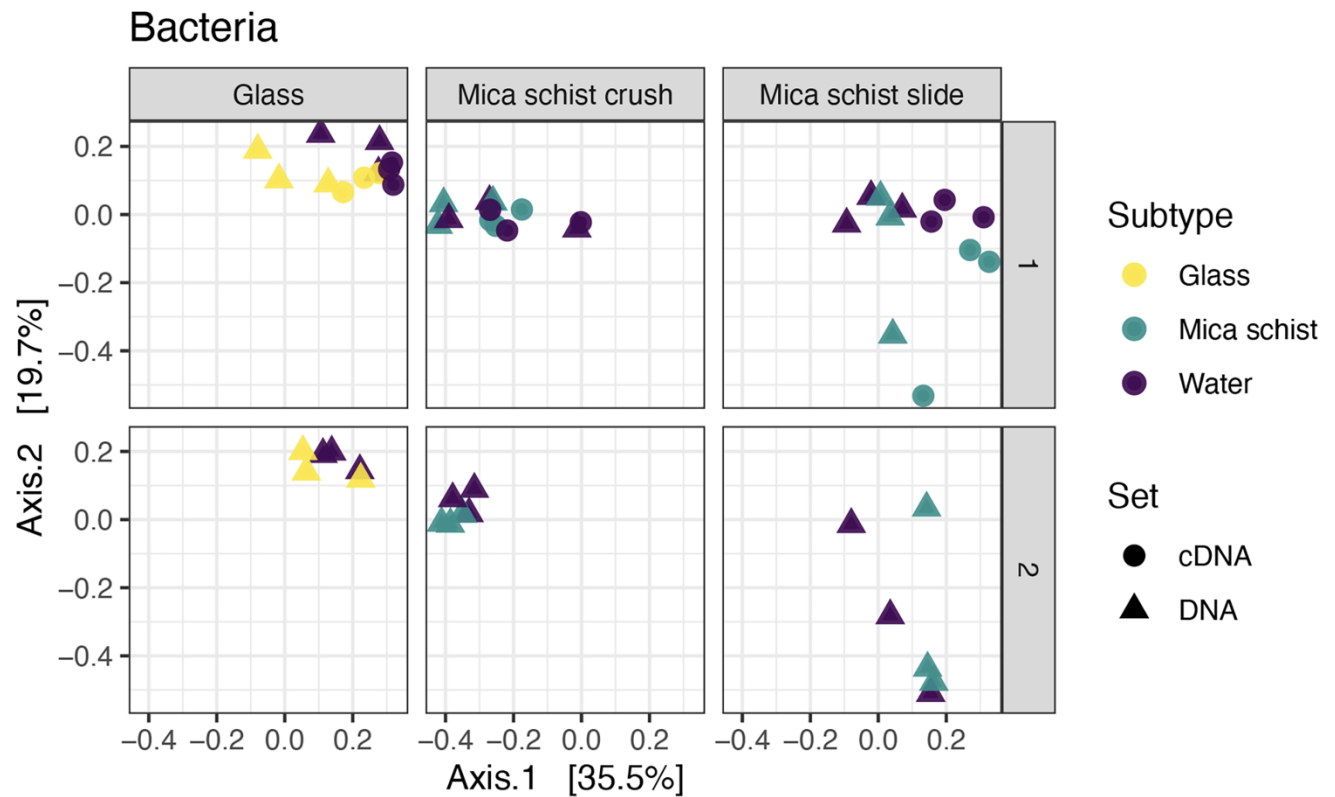 Bacteria
Glass
Mica schist crush
Mica schist slide
0.2
0.0
−0.2
−0.4
1
0.2
0.0
−0.2
−0.4
2
−0.4 −0.2 0.0 0.2
−0.4 −0.2 0.0 0.2
−0.4 −0.2 0.0 0.2
Axis.1 [35.5%]
Axis.2 [19.7%]
Subtype
Glass
Mica schist
Water
Set
cDNA
DNA